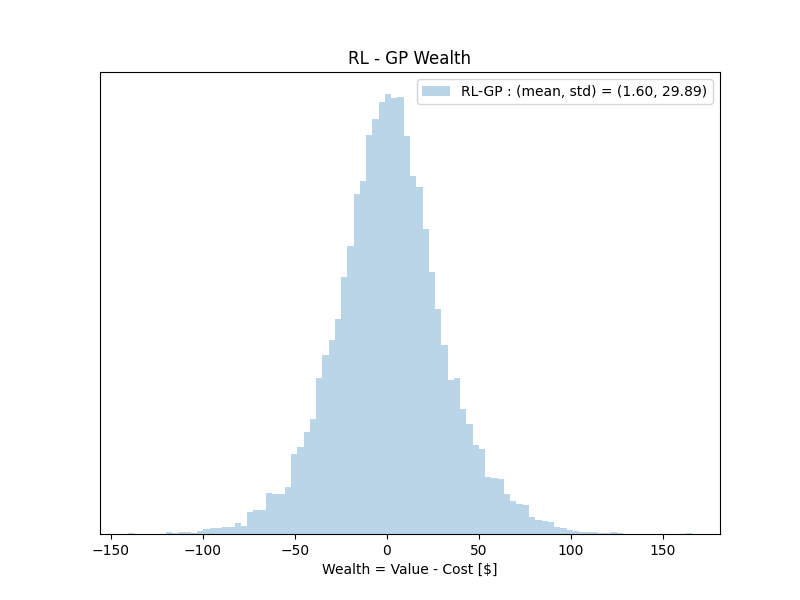 RL - GP Wealth
RL-GP : (mean, std) = (1.60, 29.89)
−150 −100 −50 0 50 100 150
Wealth = Value - Cost [$]